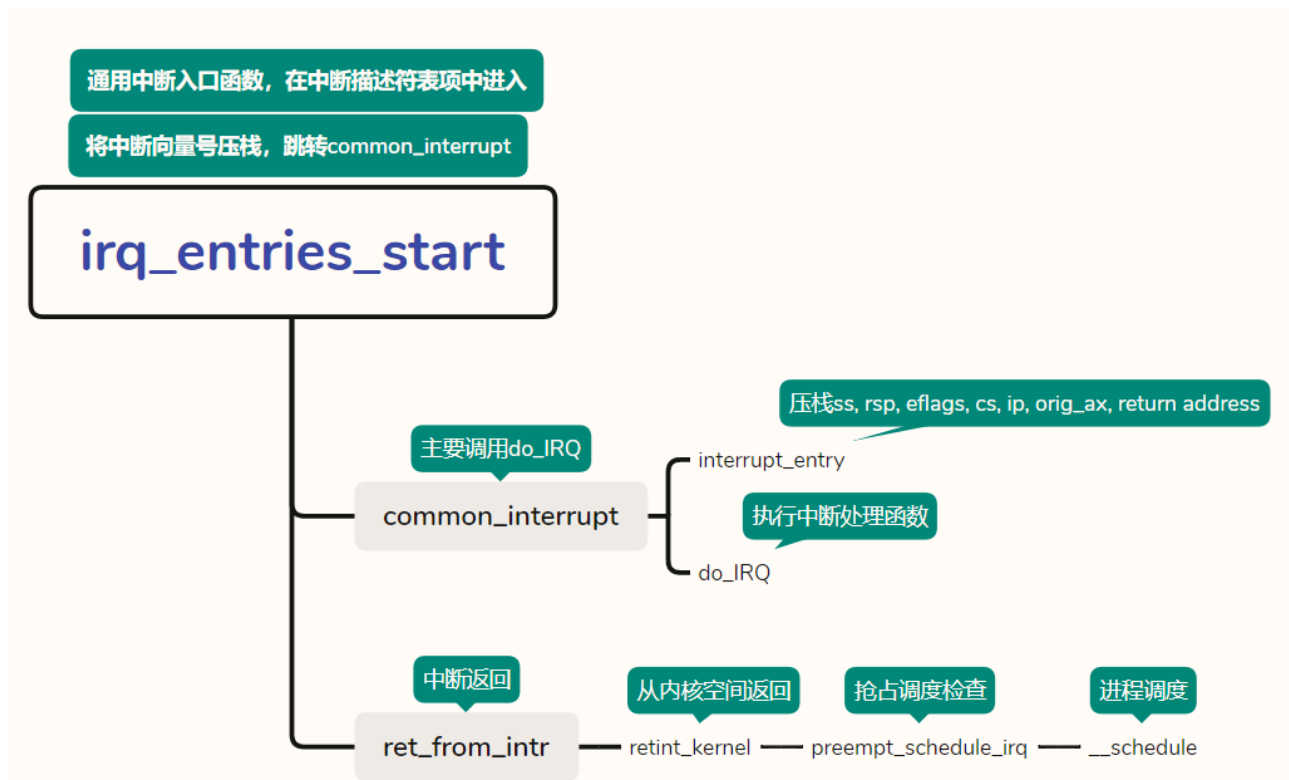 通用中断入口函数，在中断描述符表项中进入
将中断向量号压栈，跳转common_interrupt
irq_entries_start
压栈ss, rsp, eflags, cs, ip, orig_ax, return address
主要调用do_IRQ
interrupt_entry
common_interrupt
执行中断处理函数
do_IRQ
中断返回
从内核空间返回
抢占调度检查
进程调度
ret_from_intr
retint_kernel
preempt_schedule_irq
__schedule